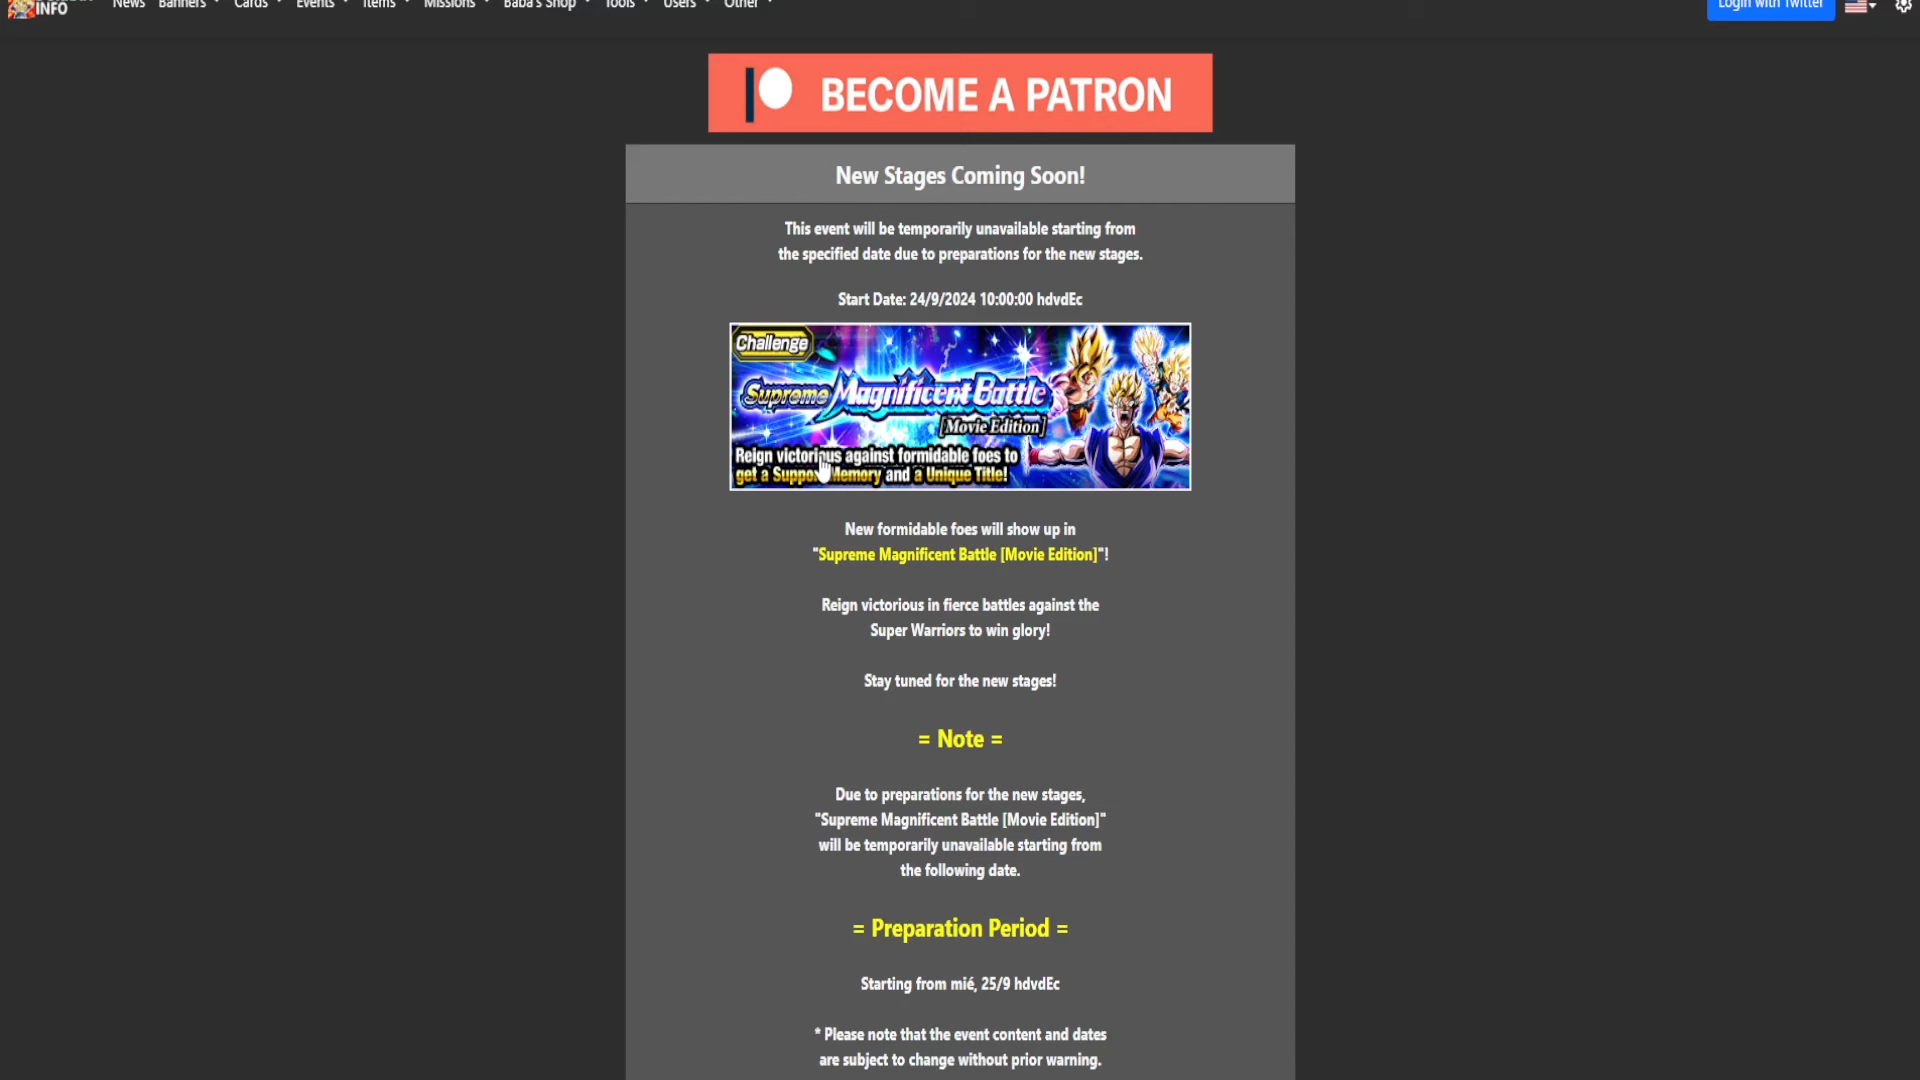 INFO
News
Banners
Cards
Events
Items
Missions
Baba's Shop
Tools
Users
Other
Login with Twitter
BECOME A PATRON
New Stages Coming Soon!
This event will be temporarily unavailable starting from
the specified date due to preparations for the new stages.
Start Date: 24/9/2024 10:00:00 hdvdEc
Challenge
Supreme Magnificent Battle
[Movie Edition]
Reign victorious against formidable foes to
get a Support Memory and a Unique Title!
New formidable foes will show up in
"Supreme Magnificent Battle [Movie Edition]"!
Reign victorious in fierce battles against the
Super Warriors to win glory!
Stay tuned for the new stages!
= Note =
Due to preparations for the new stages,
"Supreme Magnificent Battle [Movie Edition]"
will be temporarily unavailable starting from
the following date.
= Preparation Period =
Starting from mié, 25/9 hdvdEc
* Please note that the event content and dates
are subject to change without prior warning.